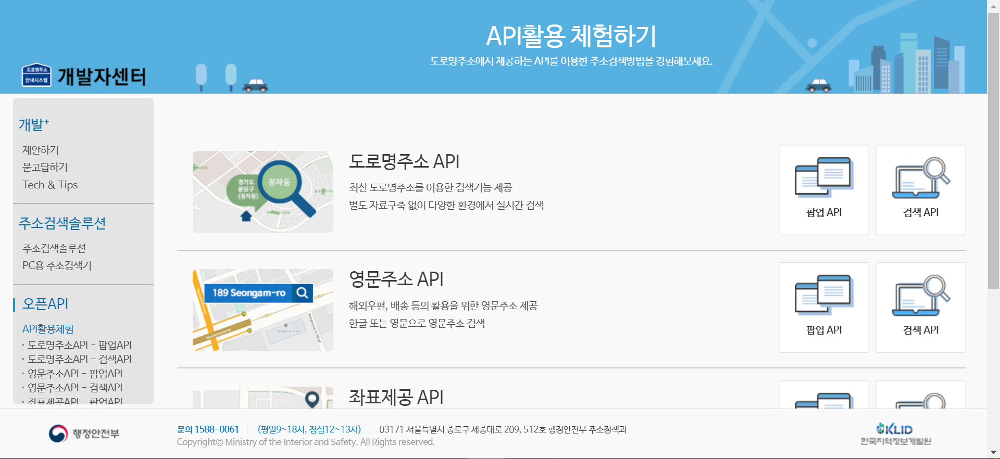 API활용 체험하기
도로명주소에서 제공하는 API를 이용한 주소검색방법을 경험해보세요.
도로명주소
안내시스템
개발자센터
개발⁺
제안하기
묻고답하기
Tech & Tips
주소검색솔루션
주소검색솔루션
PC용 주소검색기
오픈API
API활용체험
· 도로명주소API - 팝업API
· 도로명주소API - 검색API
· 영문주소API - 팝업API
· 영문주소API - 검색API
· 좌표제공API - 팝업API
경기도
분당구
(정자동)
정자동
도로명주소 API
최신 도로명주소를 이용한 검색기능 제공
별도 자료구축 없이 다양한 환경에서 실시간 검색
팝업 API
검색 API
189 Seongam-ro
영문주소 API
해외우편, 배송 등의 활용을 위한 영문주소 제공
한글 또는 영문으로 영문주소 검색
팝업 API
검색 API
좌표제공 API
행정안전부
문의 1588-0061
(평일9~18시, 점심12~13시)
03171 서울특별시 종로구 세종대로 209, 512호 행정안전부 주소정책과
Copyright© Ministry of the Interior and Safety. All Rights reserved.
KLID
한국지역정보개발원